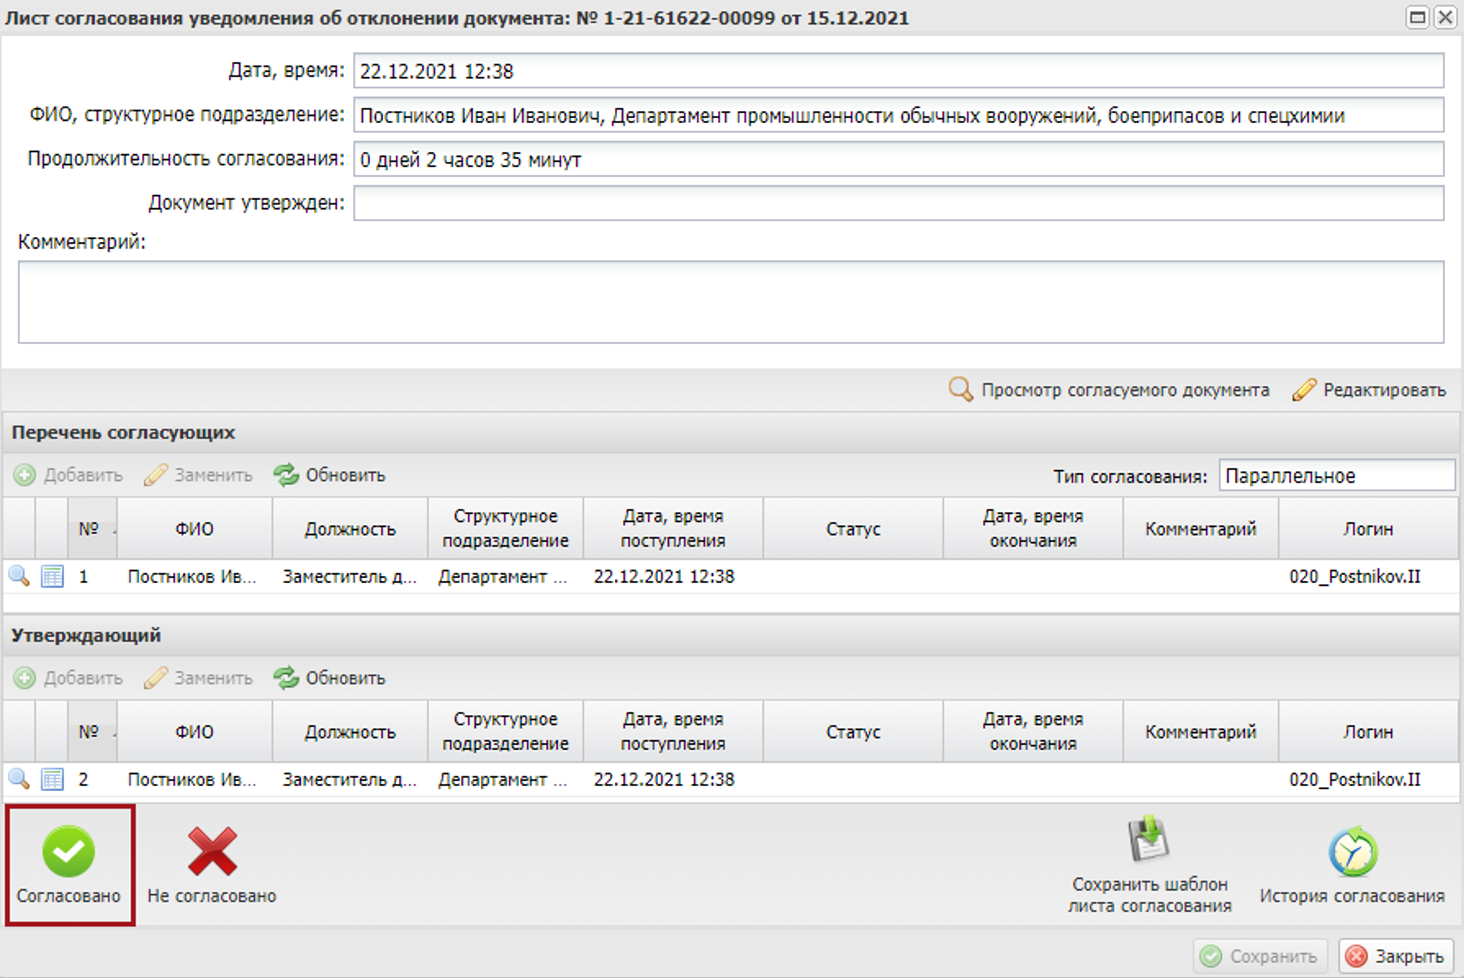 Лист согласования уведомления об отклонении документа: № 1-21-61622-00099 от 15.12.2021
Дата, время: 22.12.2021 12:38
ФИО, структурное подразделение: Постников Иван Иванович, Департамент промышленности обычных вооружений, боеприпасов и спецхимии
Продолжительность согласования: 0 дней 2 часов 35 минут
Документ утвержден:
Комментарий:
Просмотр согласуемого документа Редактировать
Перечень согласующих
Добавить Заменить Обновить Тип согласования: Параллельное
№ ФИО Должность Структурное подразделение Дата, время поступления Статус Дата, время окончания Комментарий Логин
1 Постников Ив... Заместитель д... Департамент ... 22.12.2021 12:38 020_Postnikov.II
Утверждающий
Добавить Заменить Обновить
№ ФИО Должность Структурное подразделение Дата, время поступления Статус Дата, время окончания Комментарий Логин
2 Постников Ив... Заместитель д... Департамент ... 22.12.2021 12:38 020_Postnikov.II
Согласовано Не согласовано Сохранить шаблон листа согласования История согласования
Сохранить Закрыть